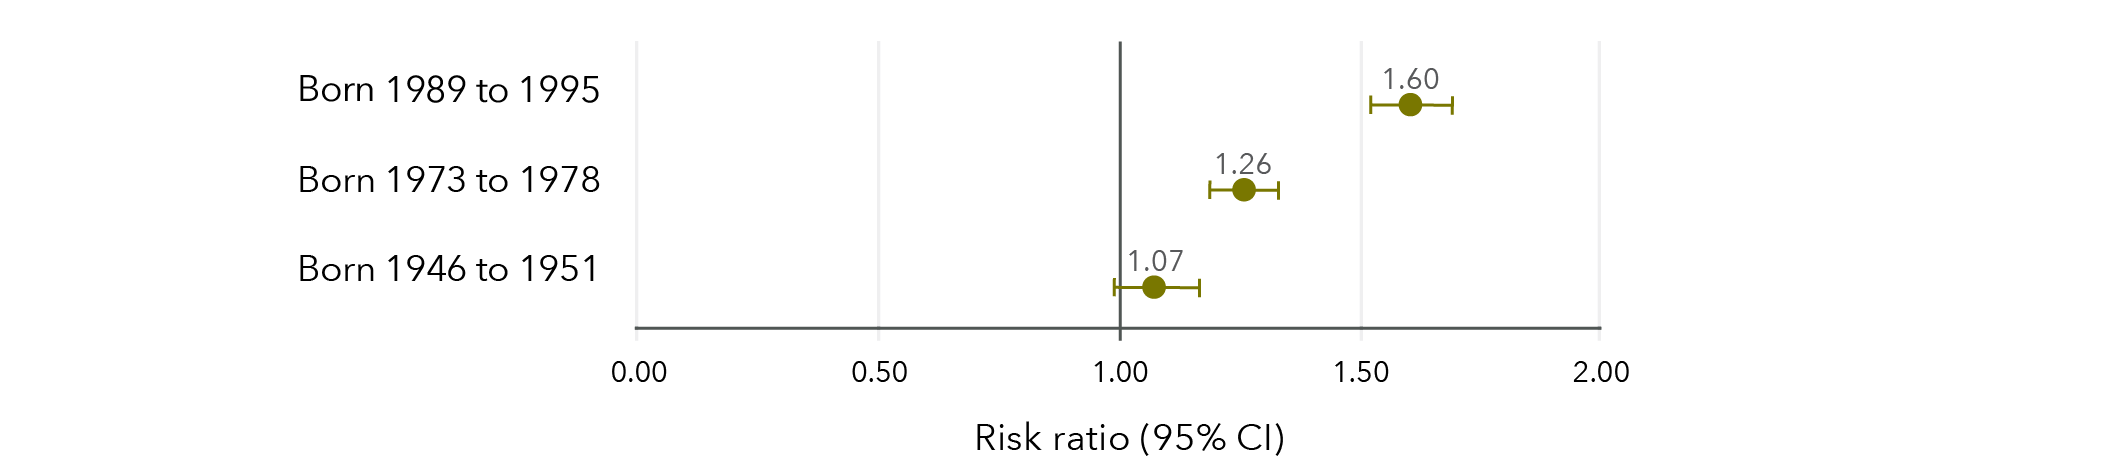 Born 1989 to 1995
1.60
Born 1973 to 1978
1.26
Born 1946 to 1951
1.07
0.00 0.50 1.00 1.50 2.00
Risk ratio (95% CI)